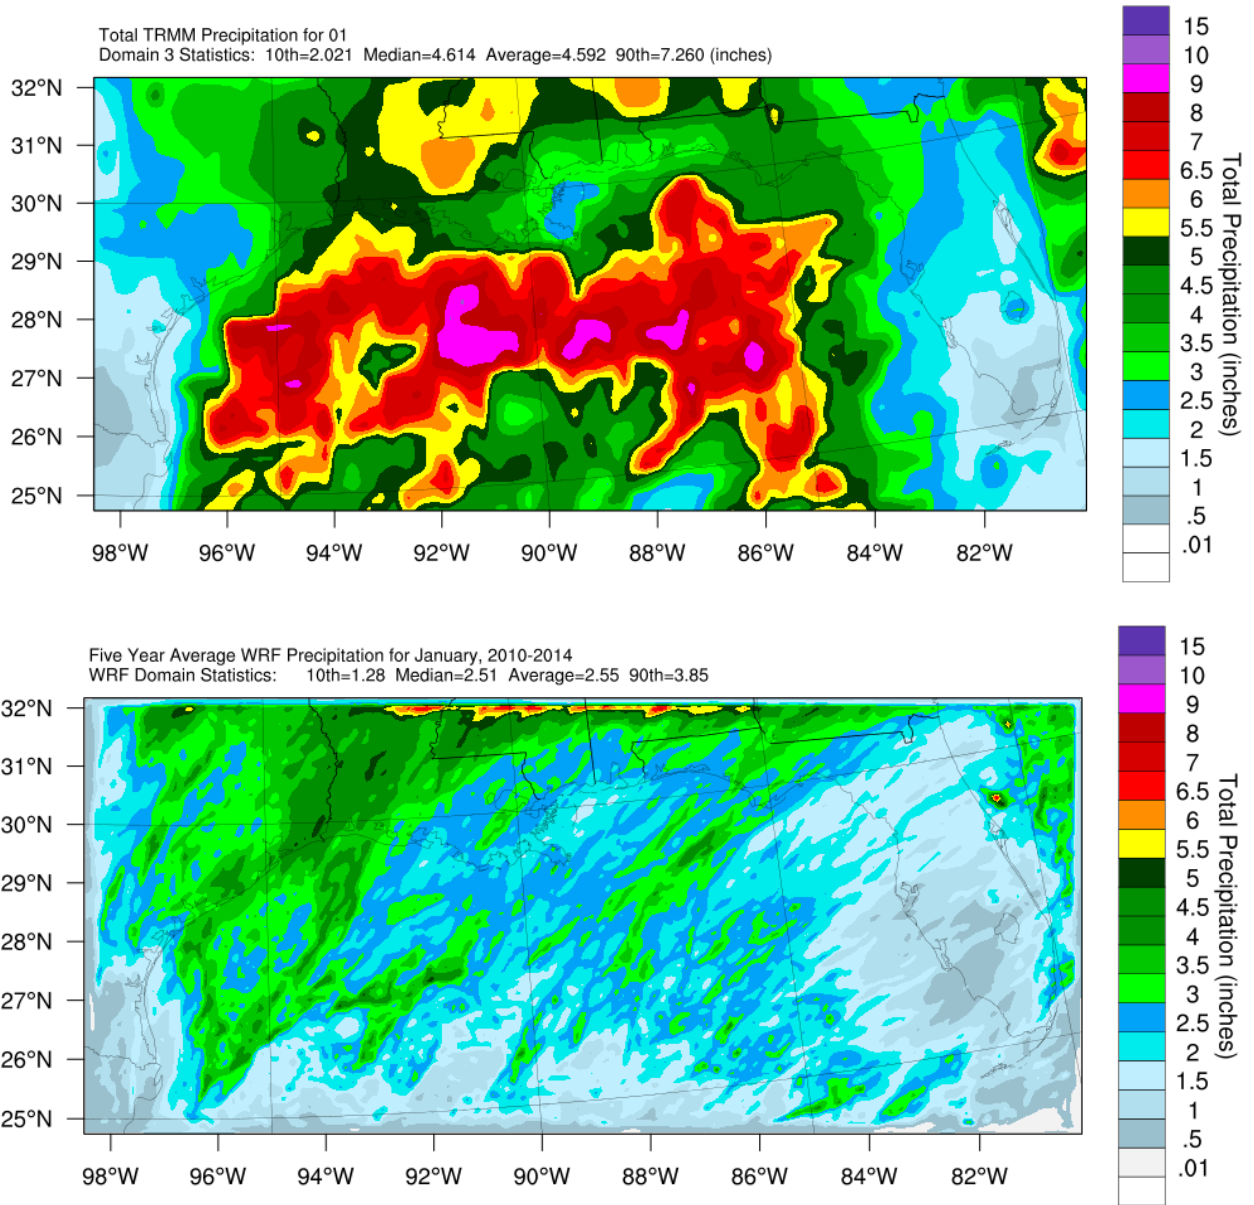 Total TRMM Precipitation for 01
Domain 3 Statistics:  10th=2.021  Median=4.614  Average=4.592  90th=7.260 (inches)
32°N
31°N
30°N
29°N
28°N
27°N
26°N
25°N
98°W
96°W
94°W
92°W
90°W
88°W
86°W
84°W
82°W
15
10
9
8
7
6.5
6
5.5
5
4.5
4
3.5
3
2.5
2
1.5
1
.5
.01
Total Precipitation (inches)
Five Year Average WRF Precipitation for January, 2010-2014
WRF Domain Statistics:      10th=1.28  Median=2.51  Average=2.55  90th=3.85
32°N
31°N
30°N
29°N
28°N
27°N
26°N
25°N
98°W
96°W
94°W
92°W
90°W
88°W
86°W
84°W
82°W
15
10
9
8
7
6.5
6
5.5
5
4.5
4
3.5
3
2.5
2
1.5
1
.5
.01
Total Precipitation (inches)